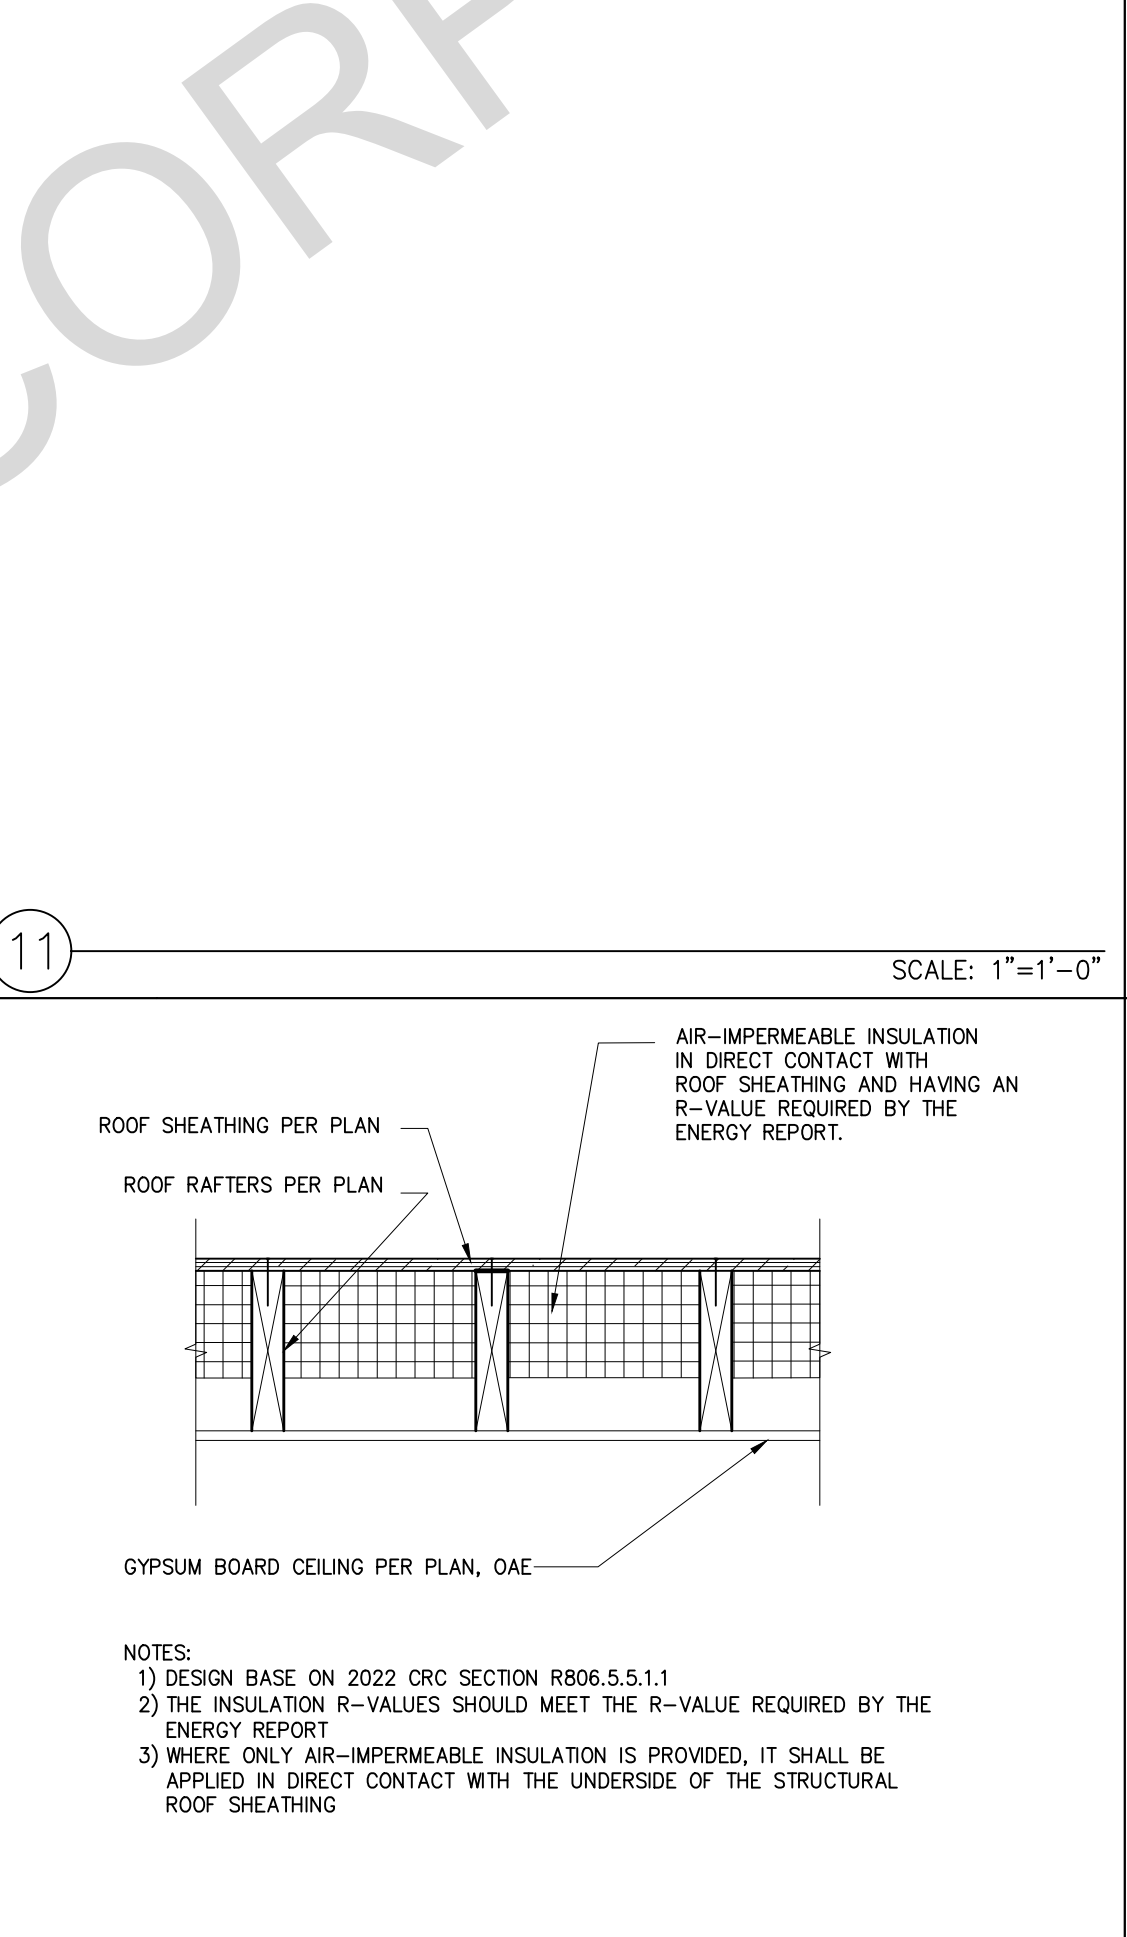 COR
11
SCALE: 1"=1'-0"
AIR-IMPERMEABLE INSULATION
IN DIRECT CONTACT WITH
ROOF SHEATHING AND HAVING AN
R-VALUE REQUIRED BY THE
ENERGY REPORT.
ROOF SHEATHING PER PLAN
ROOF RAFTERS PER PLAN
GYPSUM BOARD CEILING PER PLAN, OAE
NOTES:
1) DESIGN BASE ON 2022 CRC SECTION R806.5.5.1.1
2) THE INSULATION R-VALUES SHOULD MEET THE R-VALUE REQUIRED BY THE
ENERGY REPORT
3) WHERE ONLY AIR-IMPERMEABLE INSULATION IS PROVIDED, IT SHALL BE
APPLIED IN DIRECT CONTACT WITH THE UNDERSIDE OF THE STRUCTURAL
ROOF SHEATHING